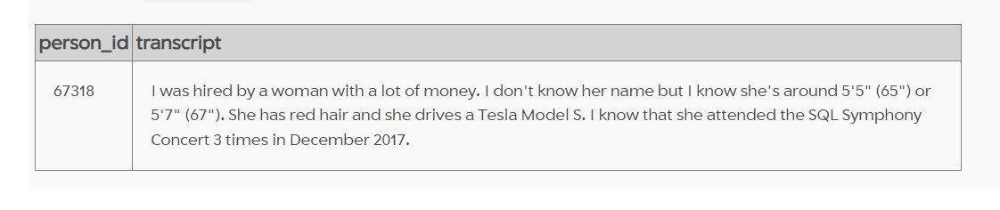 person_id transcript
67318 I was hired by a woman with a lot of money. I don't know her name but I know she's around 5'5" (65") or
5'7" (67"). She has red hair and she drives a Tesla Model S. I know that she attended the SQL Symphony
Concert 3 times in December 2017.